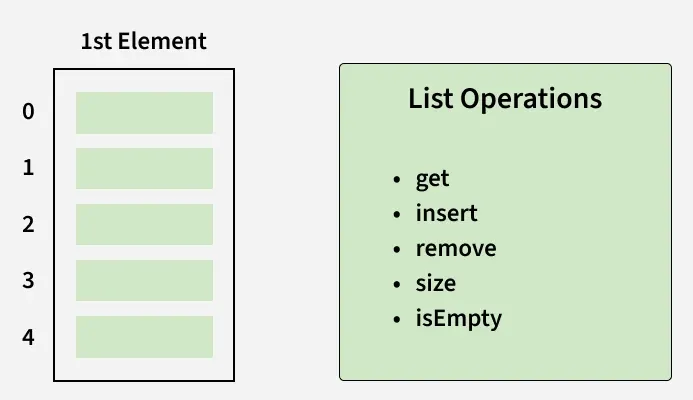 1st Element
0
1
2
3
4
List Operations
• get
• insert
• remove
• size
• isEmpty